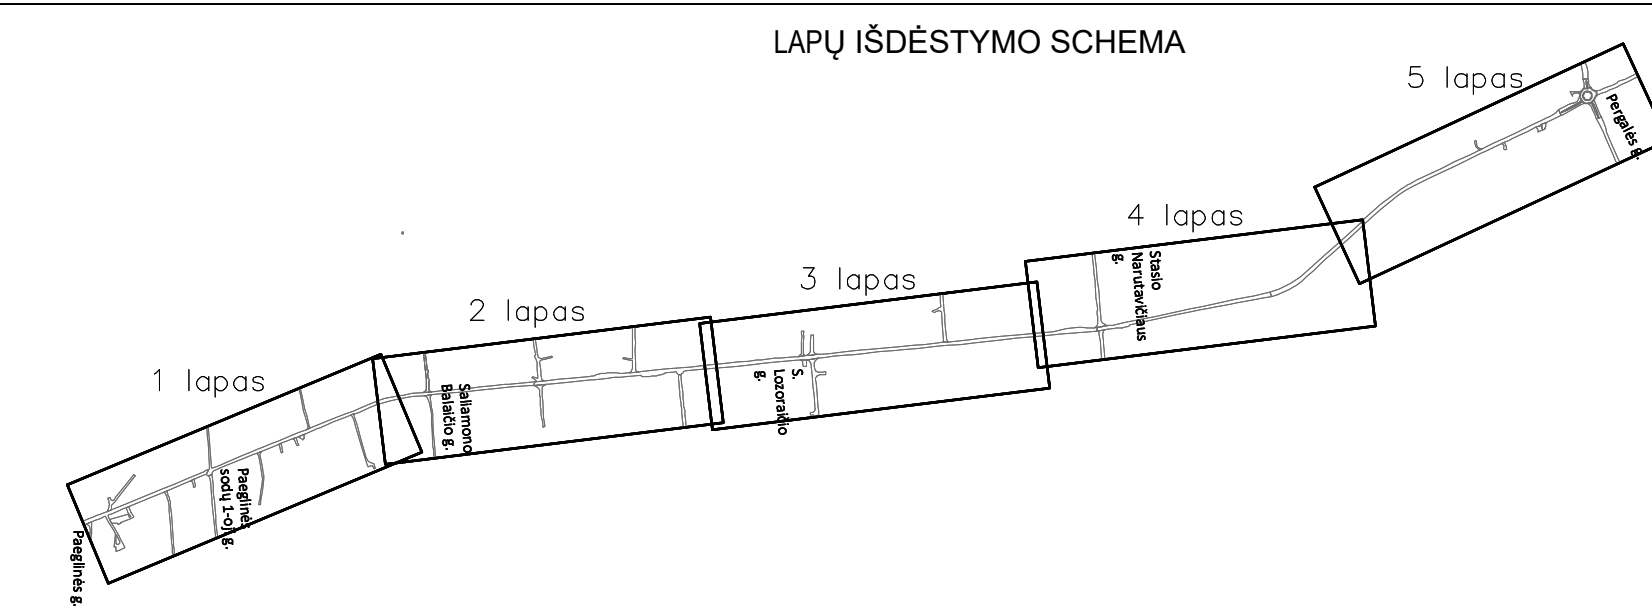 LAPŲ IŠDĖSTYMO SCHEMA
5 lapas
Pergalės g.
4 lapas
Stasio
Narutavičiaus
g.
3 lapas
S.
Lozoraičio
g.
2 lapas
Saliamono
Balaičio g.
1 lapas
Paeglinės
sodų 1-oji g.
Paeglinės g.